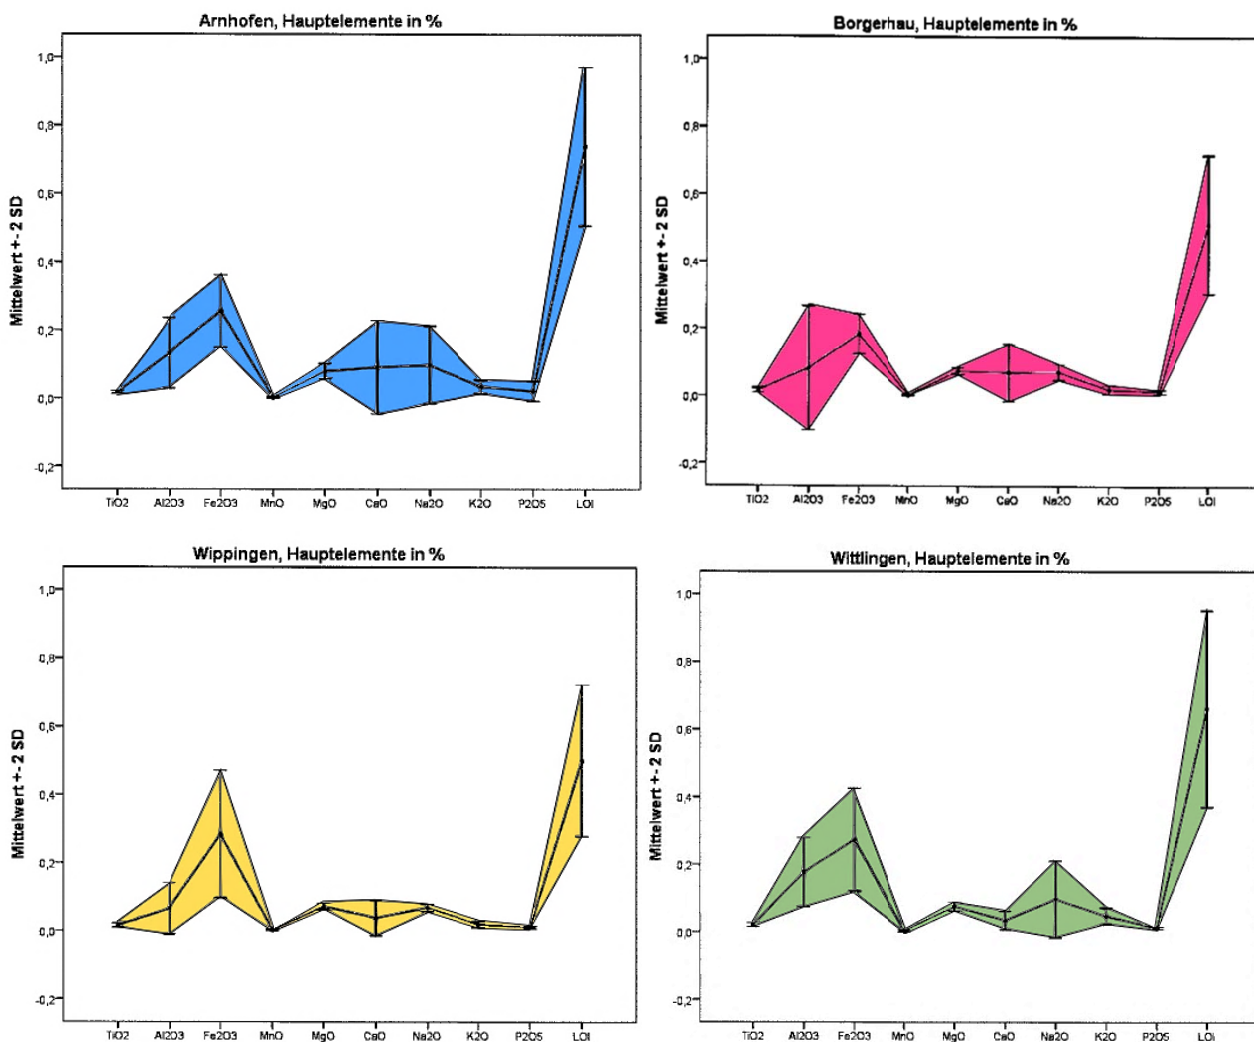 Arnhofen, Hauptelemente in %
Mittelwert +- 2 SD
1,0
0,8
0,6
0,4
0,2
0,0
-0,2
TiO2 Al2O3 Fe2O3 MnO MgO CaO Na2O K2O P2O5 LOI
Borgerhau, Hauptelemente in %
Mittelwert +- 2 SD
1,0
0,8
0,6
0,4
0,2
0,0
-0,2
TiO2 Al2O3 Fe2O3 MnO MgO CaO Na2O K2O P2O5 LOI
Wippingen, Hauptelemente in %
Mittelwert +- 2 SD
1,0
0,8
0,6
0,4
0,2
0,0
-0,2
TiO2 Al2O3 Fe2O3 MnO MgO CaO Na2O K2O P2O5 LOI
Wittlingen, Hauptelemente in %
Mittelwert +- 2 SD
1,0
0,8
0,6
0,4
0,2
0,0
-0,2
TiO2 Al2O3 Fe2O3 MnO MgO CaO Na2O K2O P2O5 LOI